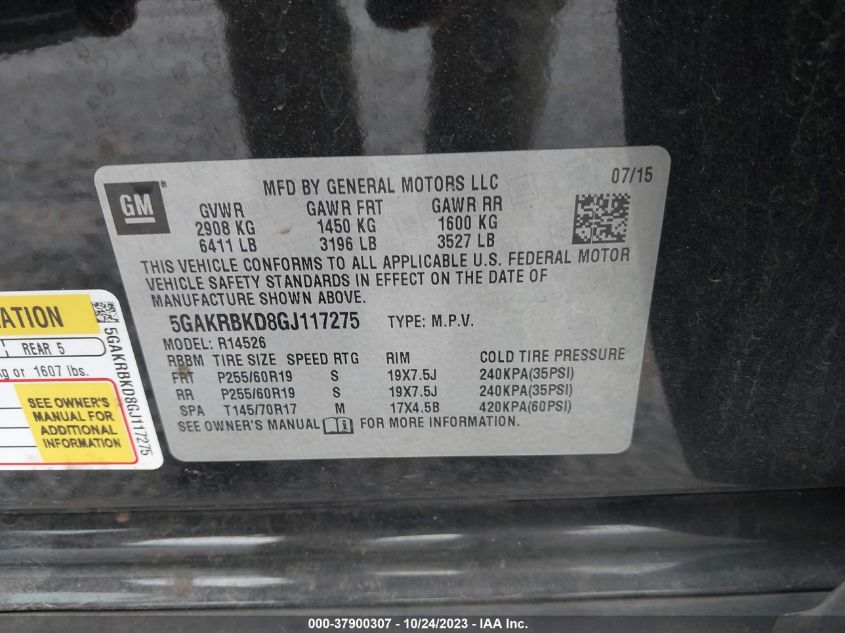 MFD BY GENERAL MOTORS LLC 07/15
GM®
GVWR GAWR FRT GAWR RR
2908 KG 1450 KG 1600 KG
6411 LB 3196 LB 3527 LB
THIS VEHICLE CONFORMS TO ALL APPLICABLE U.S. FEDERAL MOTOR
VEHICLE SAFETY STANDARDS IN EFFECT ON THE DATE OF
MANUFACTURE SHOWN ABOVE.
5GAKRBKD8GJ117275 TYPE: M.P.V.
MODEL: R14526
RBBM TIRE SIZE SPEED RTG RIM COLD TIRE PRESSURE
FRT P255/60R19 S 19X7.5J 240KPA(35PSI)
RR P255/60R19 S 19X7.5J 240KPA(35PSI)
SPA T145/70R17 M 17X4.5B 420KPA(60PSI)
SEE OWNER'S MANUAL FOR MORE INFORMATION.
ATION
REAR 5
kg or 1607 lbs.
SEE OWNER'S
MANUAL FOR
ADDITIONAL
INFORMATION
5GAKRBKD8GJ117275
000-37900307 - 10/24/2023 - IAA Inc.